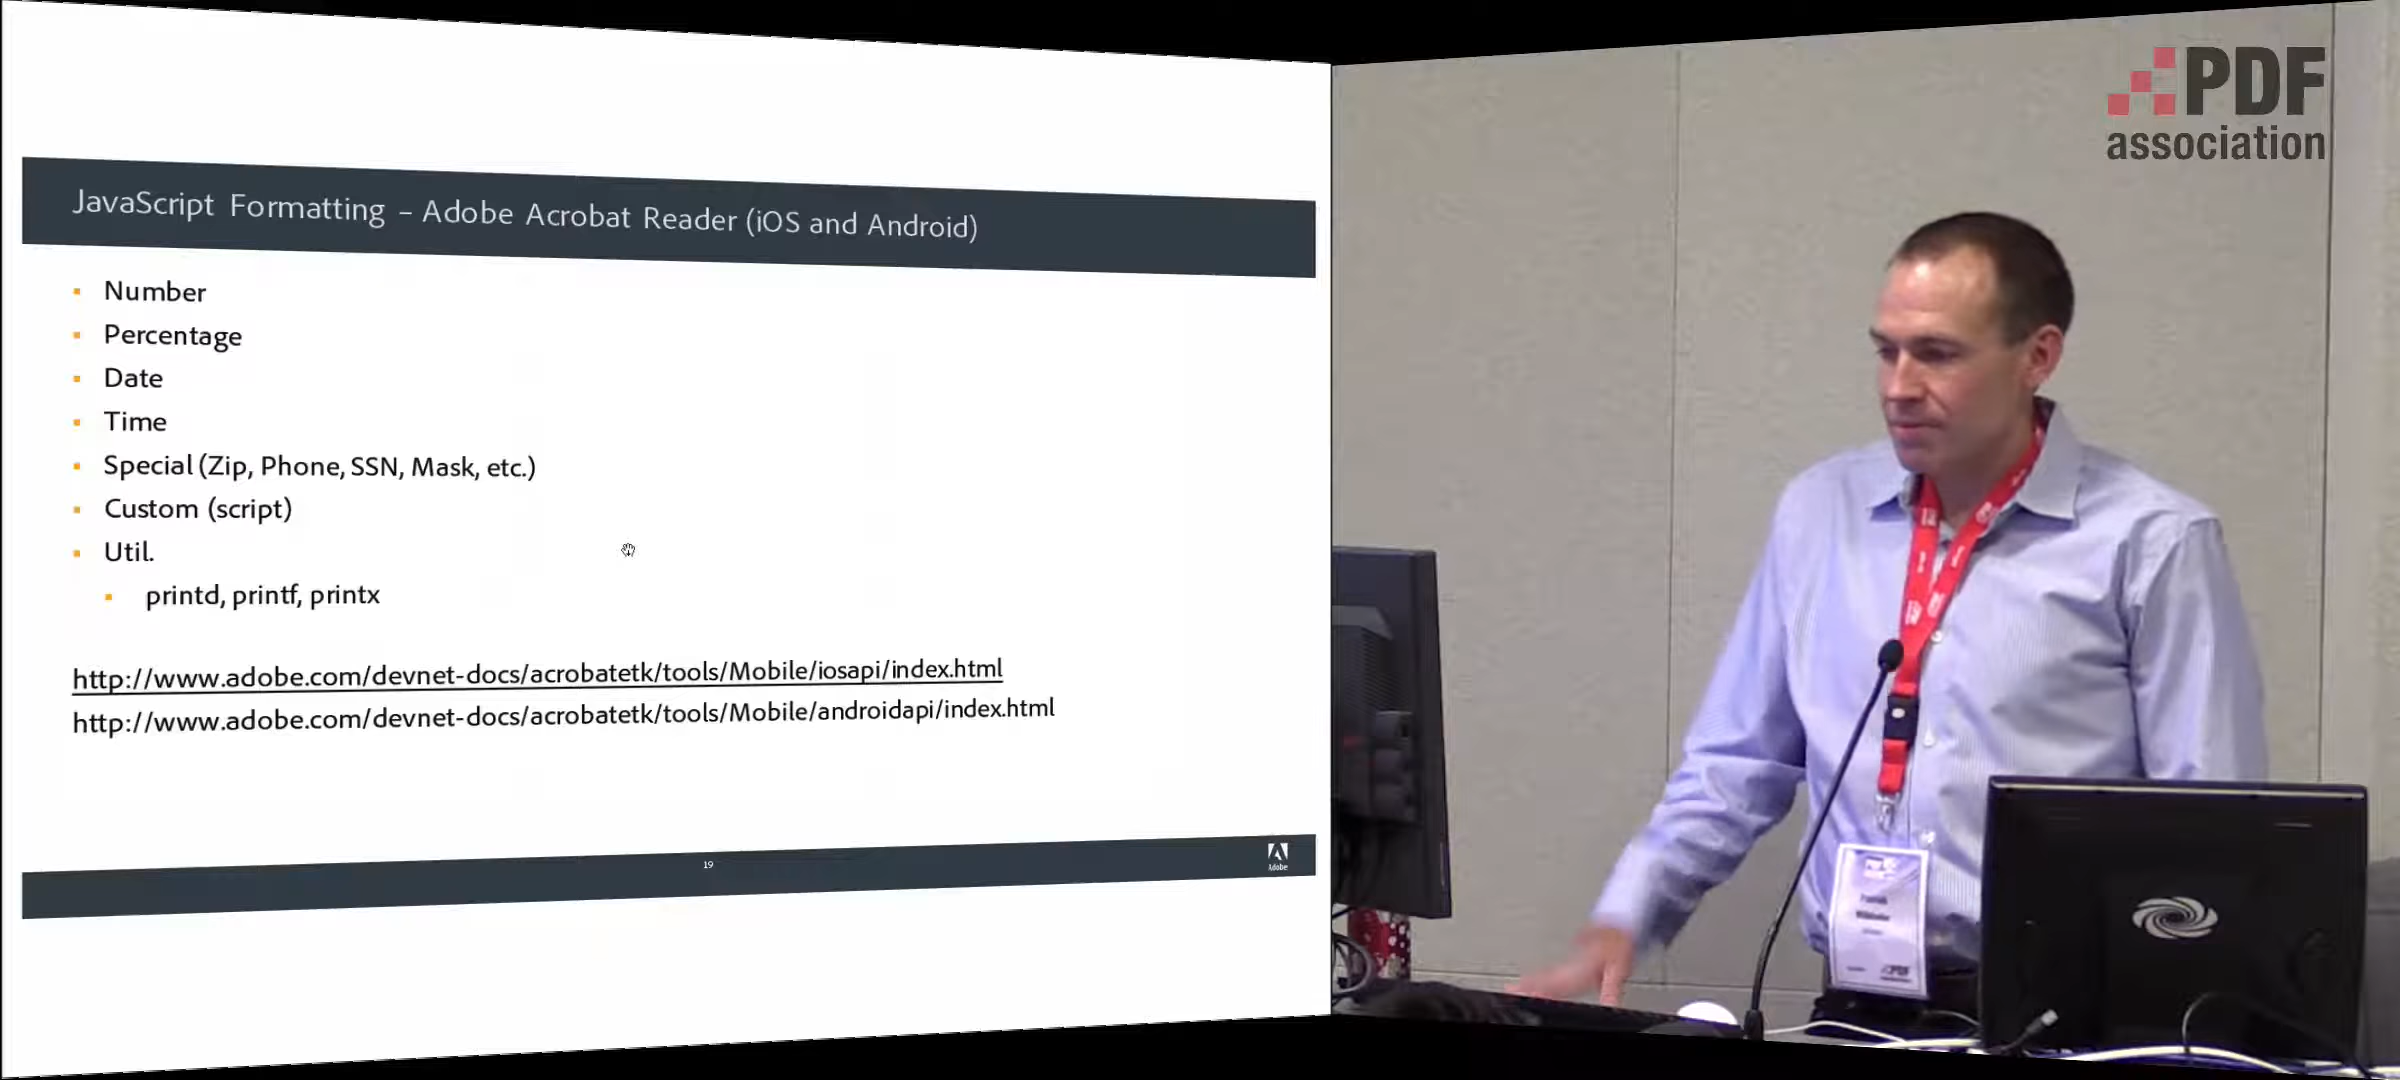 JavaScript Formatting – Adobe Acrobat Reader (iOS and Android)
Number
Percentage
Date
Time
Special (Zip, Phone, SSN, Mask, etc.)
Custom (script)
Util.
printd, printf, printx
http://www.adobe.com/devnet-docs/acrobatetk/tools/Mobile/iosapi/index.html
http://www.adobe.com/devnet-docs/acrobatetk/tools/Mobile/androidapi/index.html
19
Adobe
PDF
association
PDF